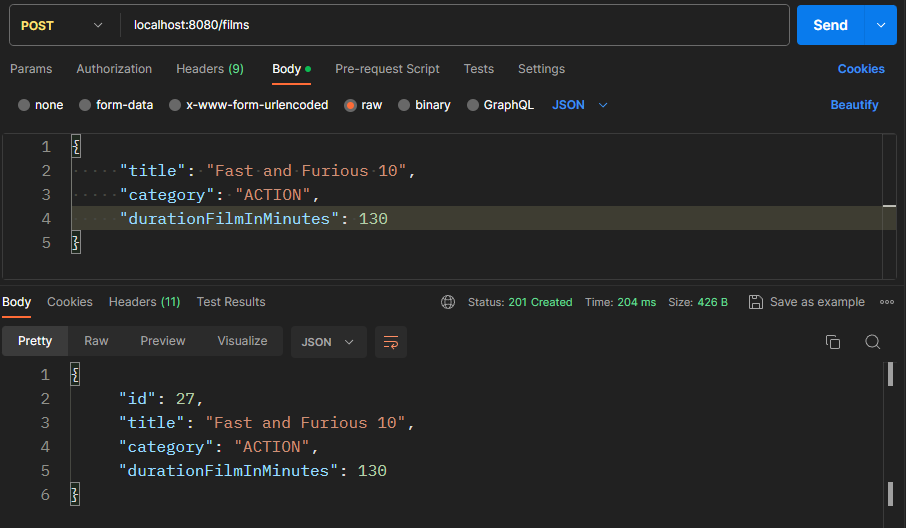 POST localhost:8080/films Send
Params Authorization Headers (9) Body Pre-request Script Tests Settings Cookies
none form-data x-www-form-urlencoded raw binary GraphQL JSON Beautify
1 {
2 "title": "Fast and Furious 10",
3 "category": "ACTION",
4 "durationFilmInMinutes": 130
5 }
Body Cookies Headers (11) Test Results Status: 201 Created Time: 204 ms Size: 426 B Save as example
Pretty Raw Preview Visualize JSON
1 {
2 "id": 27,
3 "title": "Fast and Furious 10",
4 "category": "ACTION",
5 "durationFilmInMinutes": 130
6 }